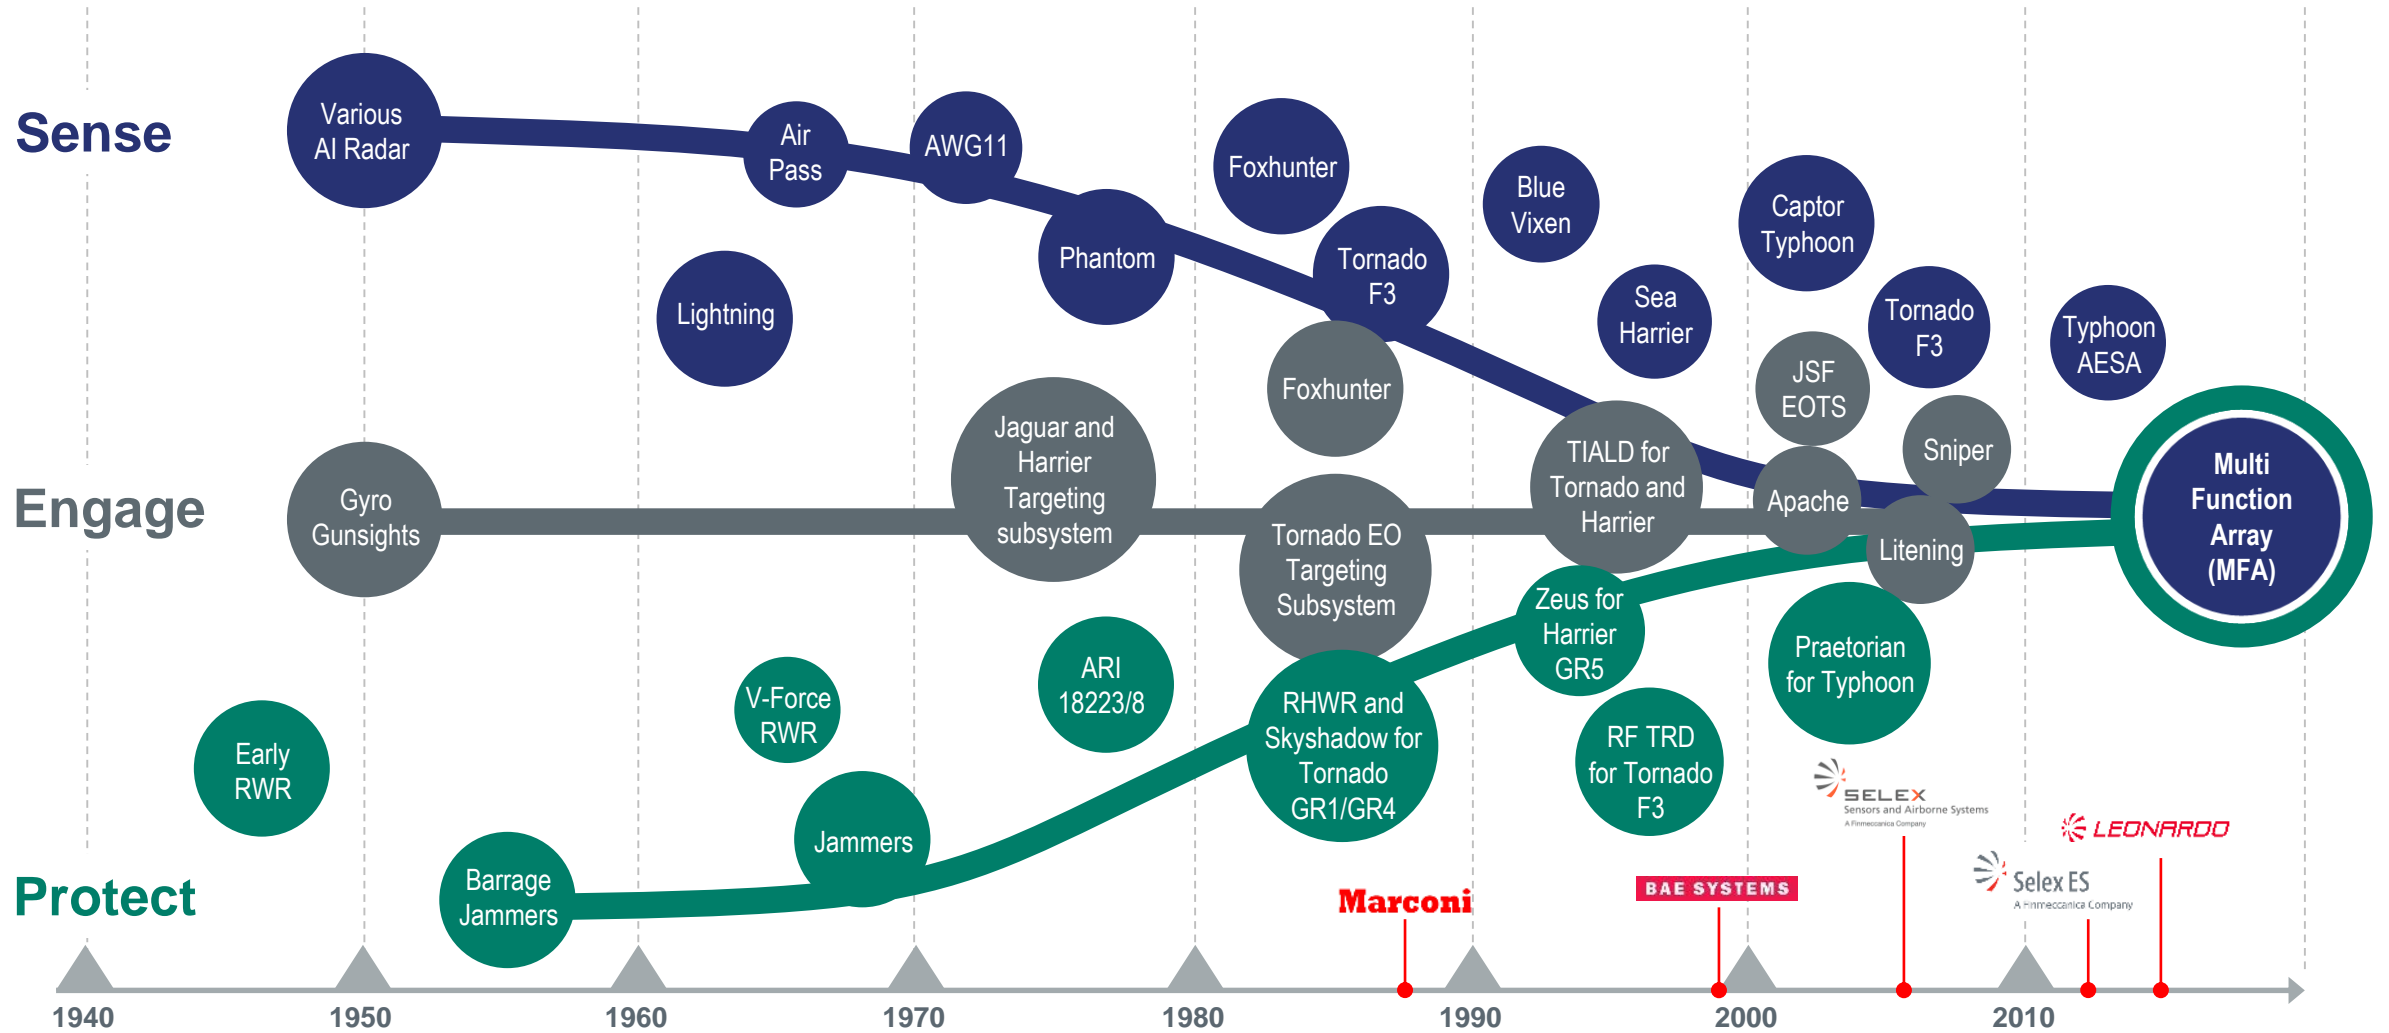 Sense
Various
AI Radar
Air
Pass
AWG11
Lightning
Phantom
Foxhunter
Tornado
F3
Blue
Vixen
Sea
Harrier
Captor
Typhoon
Tornado
F3
Typhoon
AESA
Engage
Gyro
Gunsights
Jaguar and
Harrier
Targeting
subsystem
Foxhunter
Tornado EO
Targeting
Subsystem
TIALD for
Tornado and
Harrier
JSF
EOTS
Apache
Sniper
Litening
Multi
Function
Array
(MFA)
Protect
Early
RWR
Barrage
Jammers
V-Force
RWR
Jammers
ARI
18223/8
RHWR and
Skyshadow for
Tornado
GR1/GR4
Zeus for
Harrier
GR5
RF TRD
for Tornado
F3
Praetorian
for Typhoon
Marconi
BAE SYSTEMS
SELEX
Sensors and Airborne Systems
A Finmeccanica Company
Selex ES
A Finmeccanica Company
LEONARDO
1940
1950
1960
1970
1980
1990
2000
2010